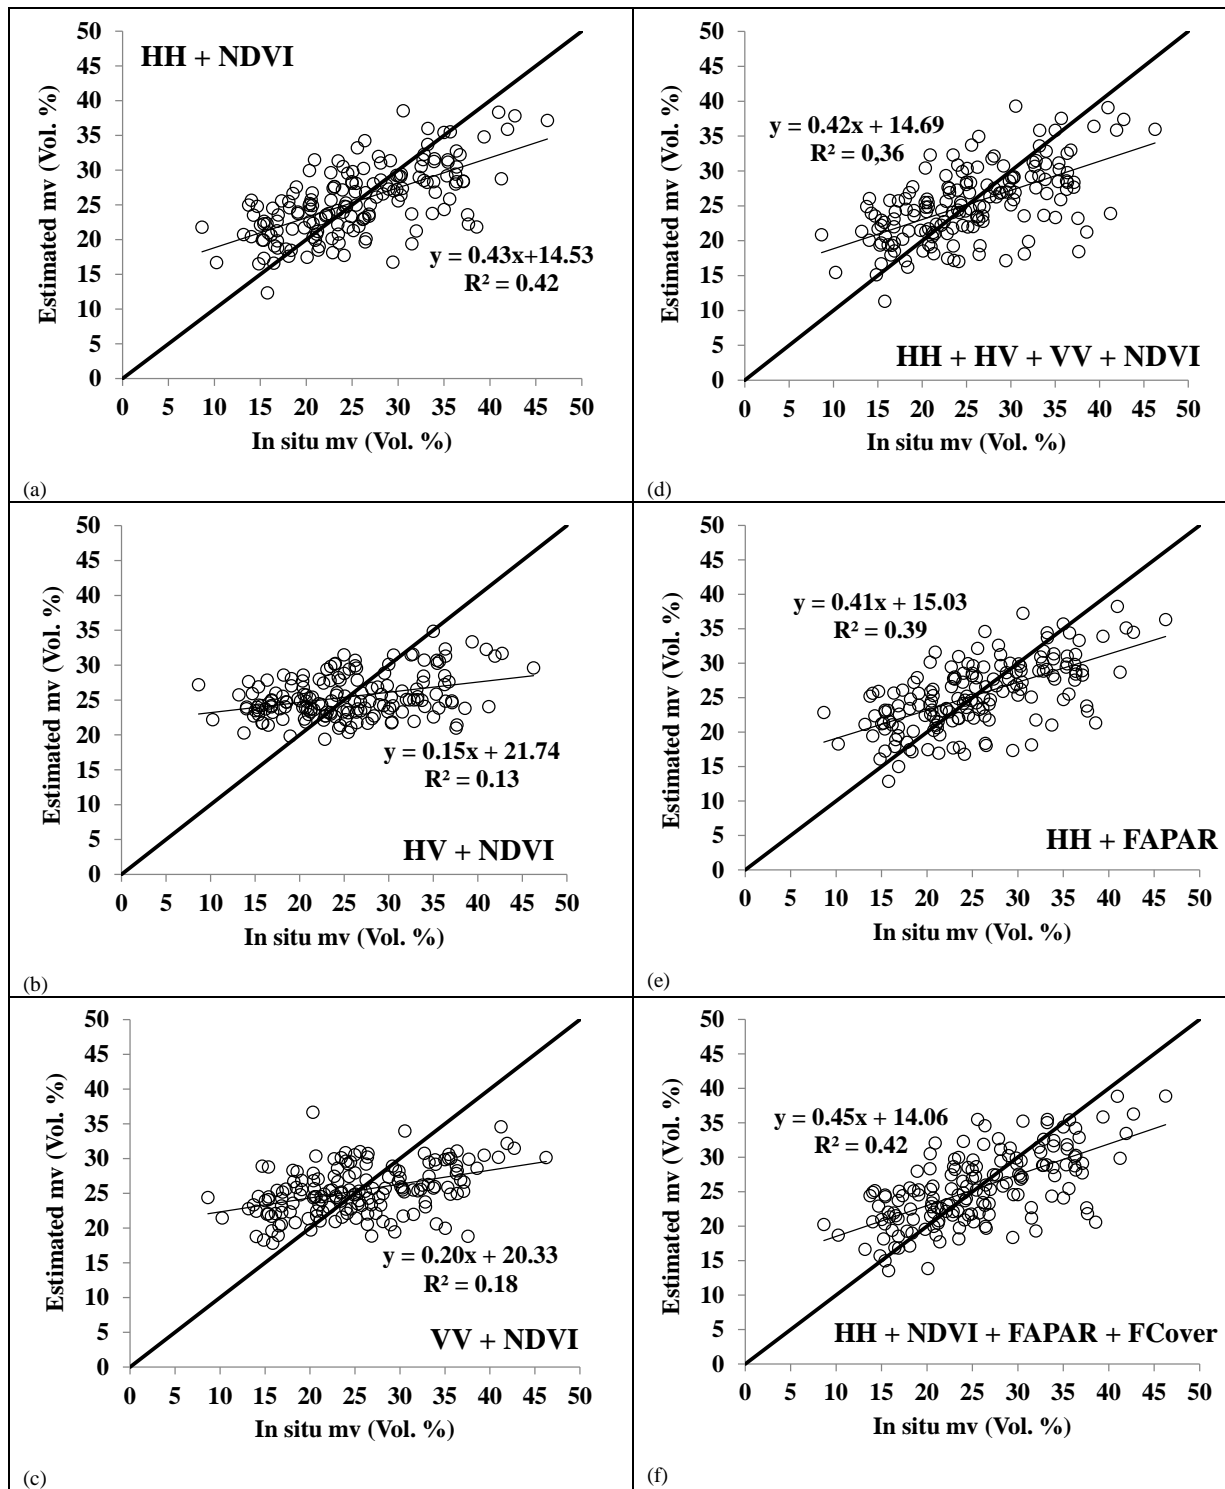 50
45
40
35
30
25
20
15
10
5
0
Estimated mv (Vol. %)
HH + NDVI
y = 0.43x+14.53
R² = 0.42
0 5 10 15 20 25 30 35 40 45 50
In situ mv (Vol. %)
(a)
50
45
40
35
30
25
20
15
10
5
0
Estimated mv (Vol. %)
y = 0.42x + 14.69
R² = 0,36
HH + HV + VV + NDVI
0 5 10 15 20 25 30 35 40 45 50
In situ mv (Vol. %)
(d)
50
45
40
35
30
25
20
15
10
5
0
Estimated mv (Vol. %)
y = 0.15x + 21.74
R² = 0.13
HV + NDVI
0 5 10 15 20 25 30 35 40 45 50
In situ mv (Vol. %)
(b)
50
45
40
35
30
25
20
15
10
5
0
Estimated mv (Vol. %)
y = 0.41x + 15.03
R² = 0.39
HH + FAPAR
0 5 10 15 20 25 30 35 40 45 50
In situ mv (Vol. %)
(e)
50
45
40
35
30
25
20
15
10
5
0
Estimated mv (Vol. %)
y = 0.20x + 20.33
R² = 0.18
VV + NDVI
0 5 10 15 20 25 30 35 40 45 50
In situ mv (Vol. %)
(c)
50
45
40
35
30
25
20
15
10
5
0
Estimated mv (Vol. %)
y = 0.45x + 14.06
R² = 0.42
HH + NDVI + FAPAR + FCover
0 5 10 15 20 25 30 35 40 45 50
In situ mv (Vol. %)
(f)